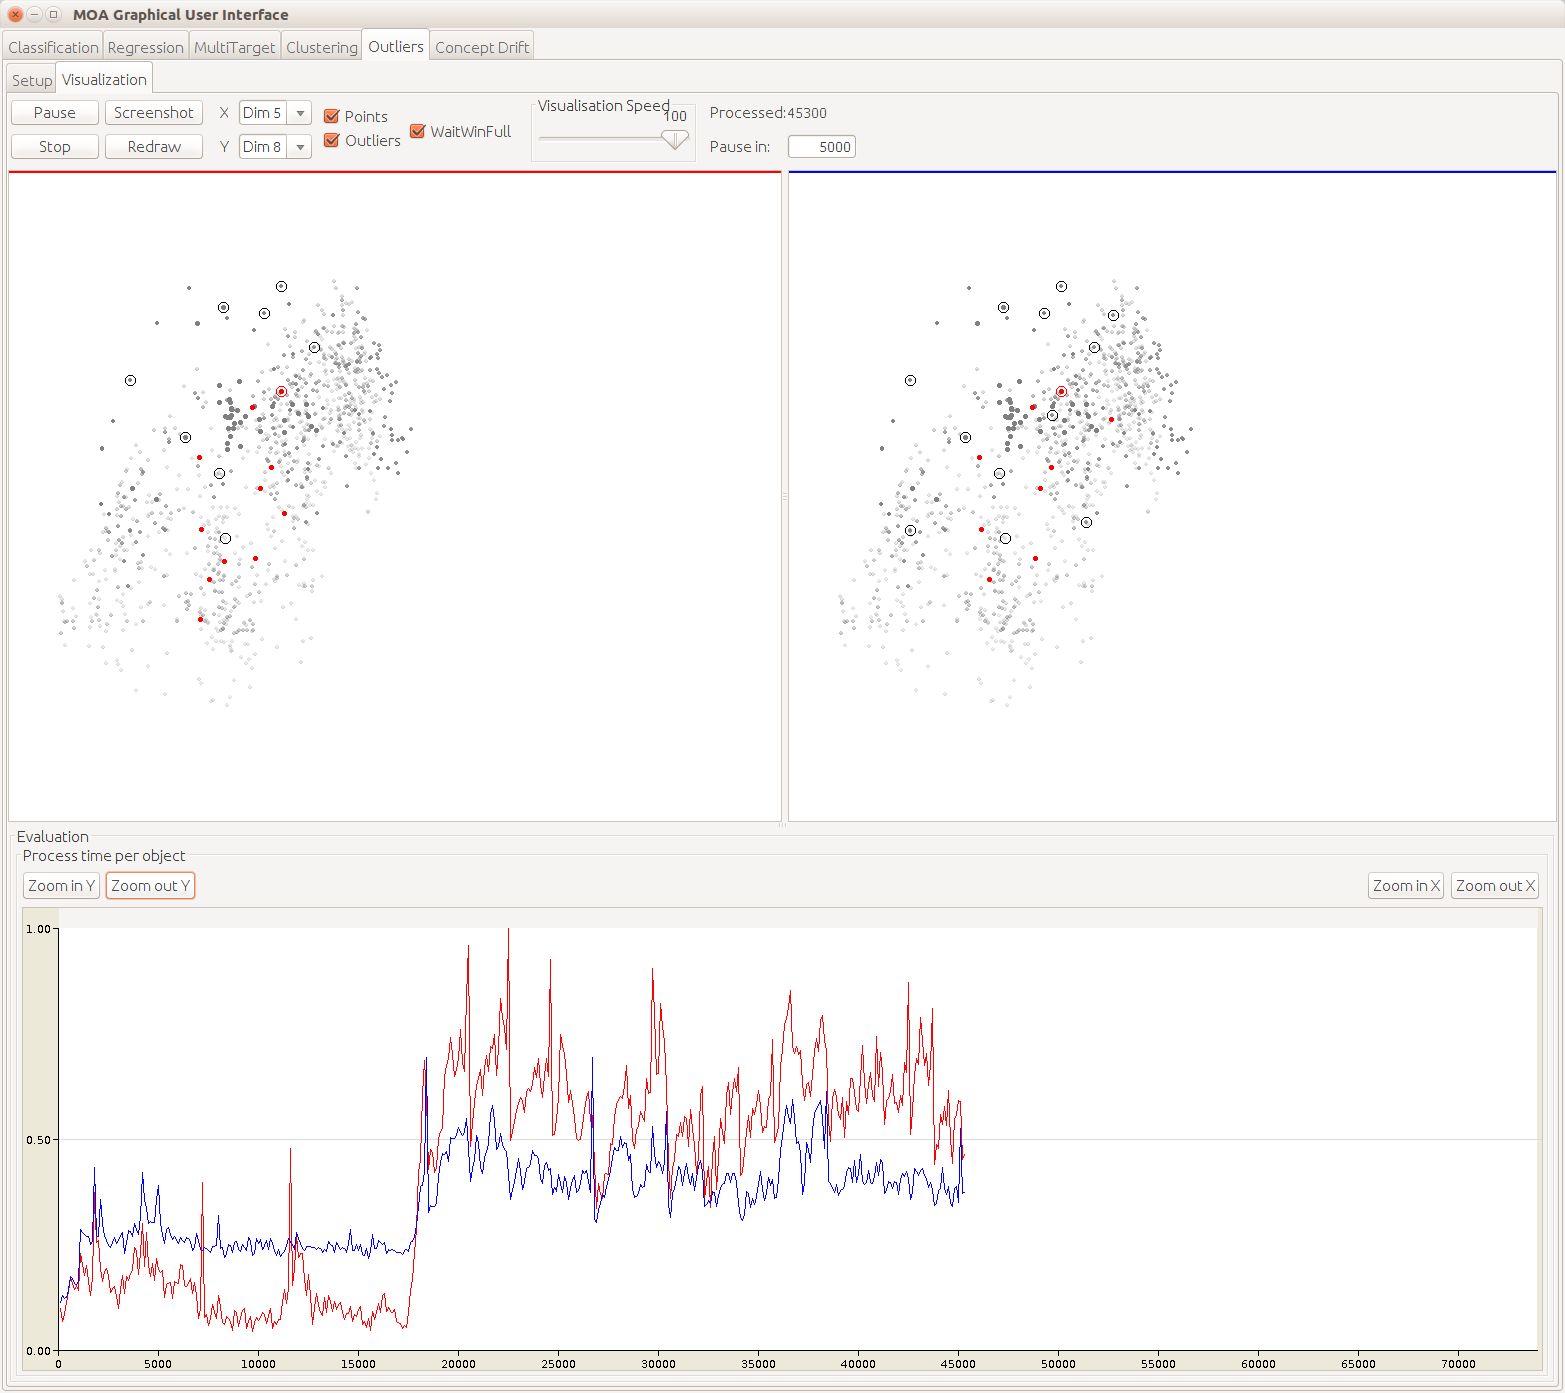 MOA Graphical User Interface
Classification Regression MultiTarget Clustering Outliers Concept Drift
Setup Visualization
Pause Screenshot X Dim 5 Points WaitWinFull Visualisation Speed 100 Processed:45300
Stop Redraw Y Dim 8 Outliers Pause in: 5000
Evaluation
Process time per object
Zoom in Y Zoom out Y Zoom in X Zoom out X
1.00
0.50
0.00
0 5000 10000 15000 20000 25000 30000 35000 40000 45000 50000 55000 60000 65000 70000